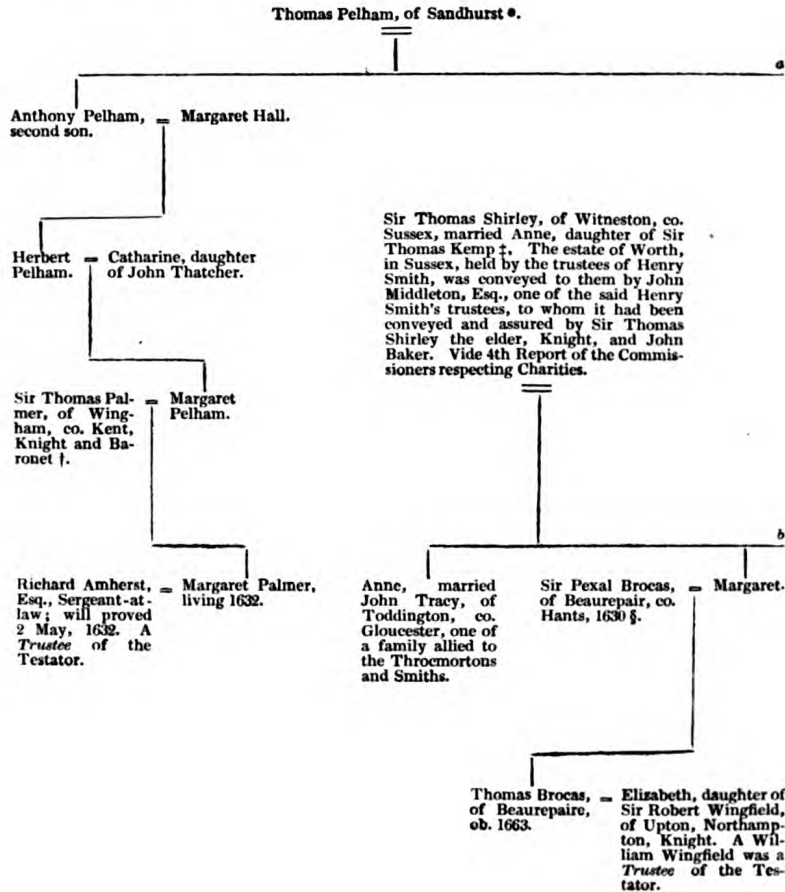 Thomas Pelham, of Sandhurst *.
a
Anthony Pelham, = Margaret Hall.
second son.
Sir Thomas Shirley, of Witneston, co.
Sussex, married Anne, daughter of Sir
Thomas Kemp ‡. The estate of Worth,
in Sussex, held by the trustees of Henry
Smith, was conveyed to them by John
Middleton, Esq., one of the said Henry
Smith's trustees, to whom it had been
conveyed and assured by Sir Thomas
Shirley the elder, Knight, and John
Baker. Vide 4th Report of the Commis-
sioners respecting Charities.
Herbert = Catharine, daughter
Pelham. of John Thatcher.
Sir Thomas Pal- = Margaret
mer, of Wing- Pelham.
ham, co. Kent,
Knight and Ba-
ronet †.
b
Richard Amherst, = Margaret Palmer,
Esq., Sergeant-at- living 1632.
law; will proved
2 May, 1632. A
Trustee of the
Testator.
Anne, married
John Tracy, of
Toddington, co.
Gloucester, one of
a family allied to
the Throcmortons
and Smiths.
Sir Pexal Brocas, = Margaret.
of Beaurepair, co.
Hants, 1630 §.
Thomas Brocas, = Elizabeth, daughter of
of Beaurepaire, Sir Robert Wingfield,
ob. 1663. of Upton, Northamp-
ton, Knight. A Wil-
liam Wingfield was a
Trustee of the Tes-
tator.